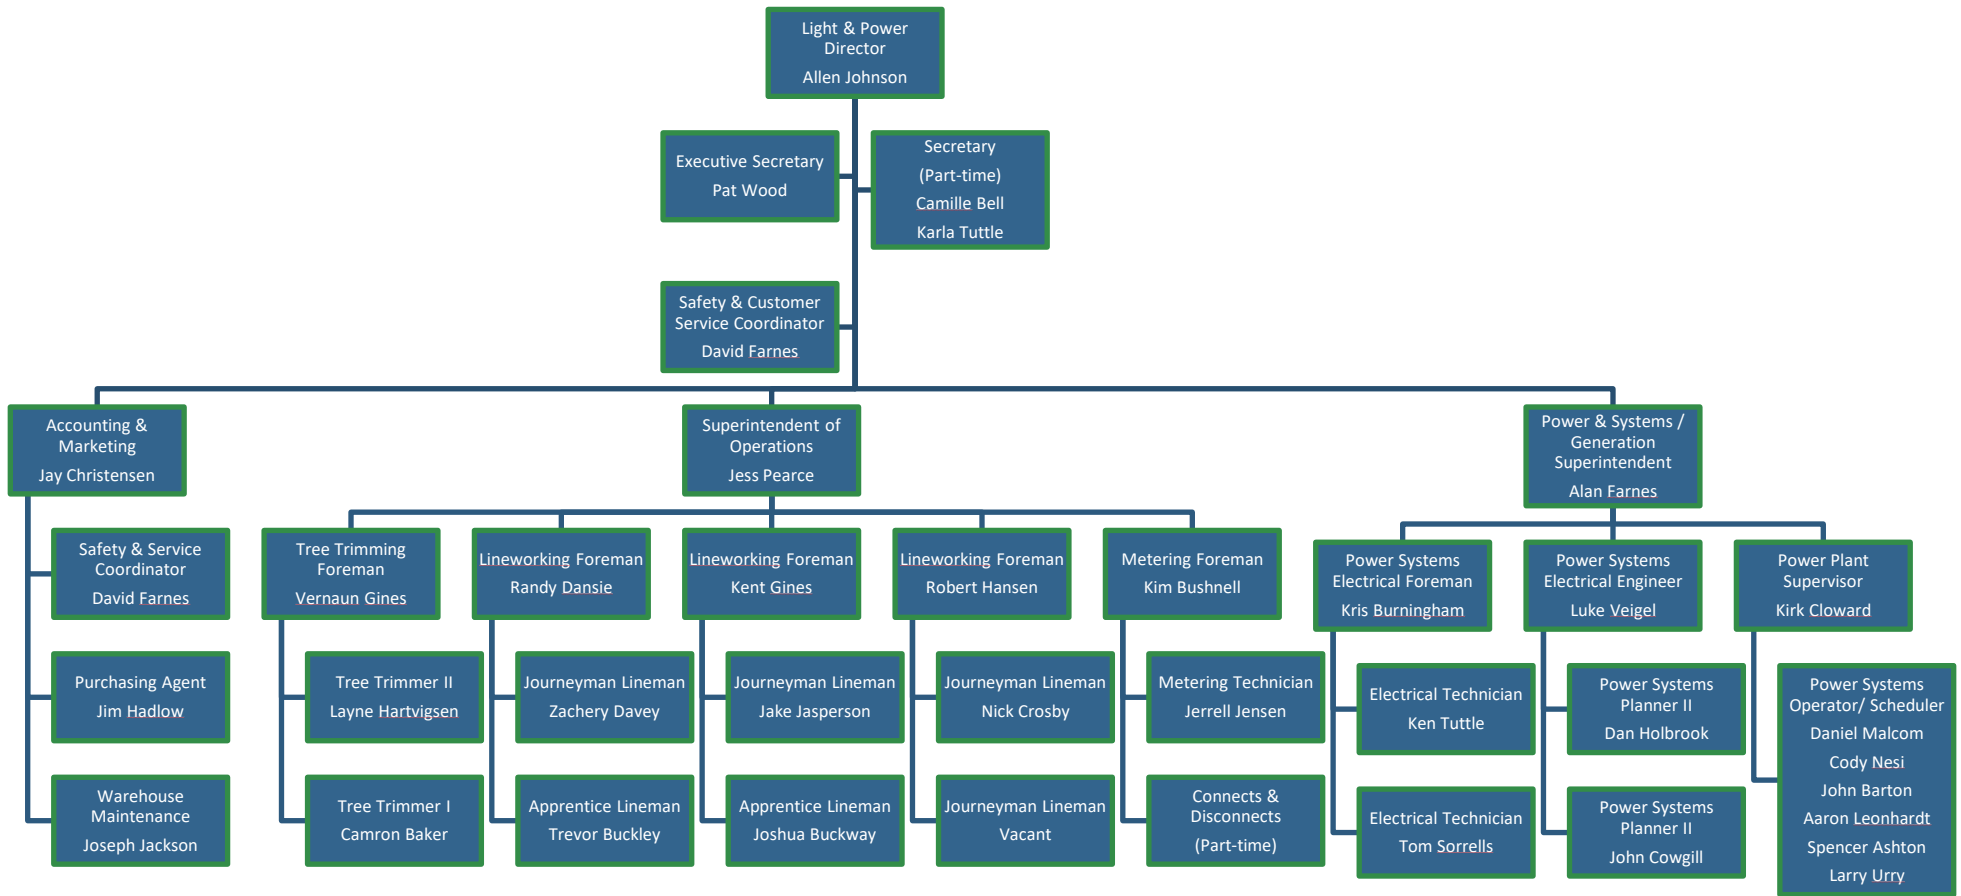 Light & Power
Director
Allen Johnson
Executive Secretary
Pat Wood
Secretary
(Part-time)
Camille Bell
Karla Tuttle
Safety & Customer
Service Coordinator
David Farnes
Accounting &
Marketing
Jay Christensen
Superintendent of
Operations
Jess Pearce
Power & Systems /
Generation
Superintendent
Alan Farnes
Safety & Service
Coordinator
David Farnes
Purchasing Agent
Jim Hadlow
Warehouse
Maintenance
Joseph Jackson
Tree Trimming
Foreman
Vernaun Gines
Tree Trimmer II
Layne Hartvigsen
Tree Trimmer I
Camron Baker
Lineworking Foreman
Randy Dansie
Journeyman Lineman
Zachery Davey
Apprentice Lineman
Trevor Buckley
Lineworking Foreman
Kent Gines
Journeyman Lineman
Jake Jasperson
Apprentice Lineman
Joshua Buckway
Lineworking Foreman
Robert Hansen
Journeyman Lineman
Nick Crosby
Journeyman Lineman
Vacant
Metering Foreman
Kim Bushnell
Metering Technician
Jerrell Jensen
Connects &
Disconnects
(Part-time)
Power Systems
Electrical Foreman
Kris Burningham
Electrical Technician
Ken Tuttle
Electrical Technician
Tom Sorrells
Power Systems
Electrical Engineer
Luke Veigel
Power Systems
Planner II
Dan Holbrook
Power Systems
Planner II
John Cowgill
Power Plant
Supervisor
Kirk Cloward
Power Systems
Operator/ Scheduler
Daniel Malcom
Cody Nesi
John Barton
Aaron Leonhardt
Spencer Ashton
Larry Urry